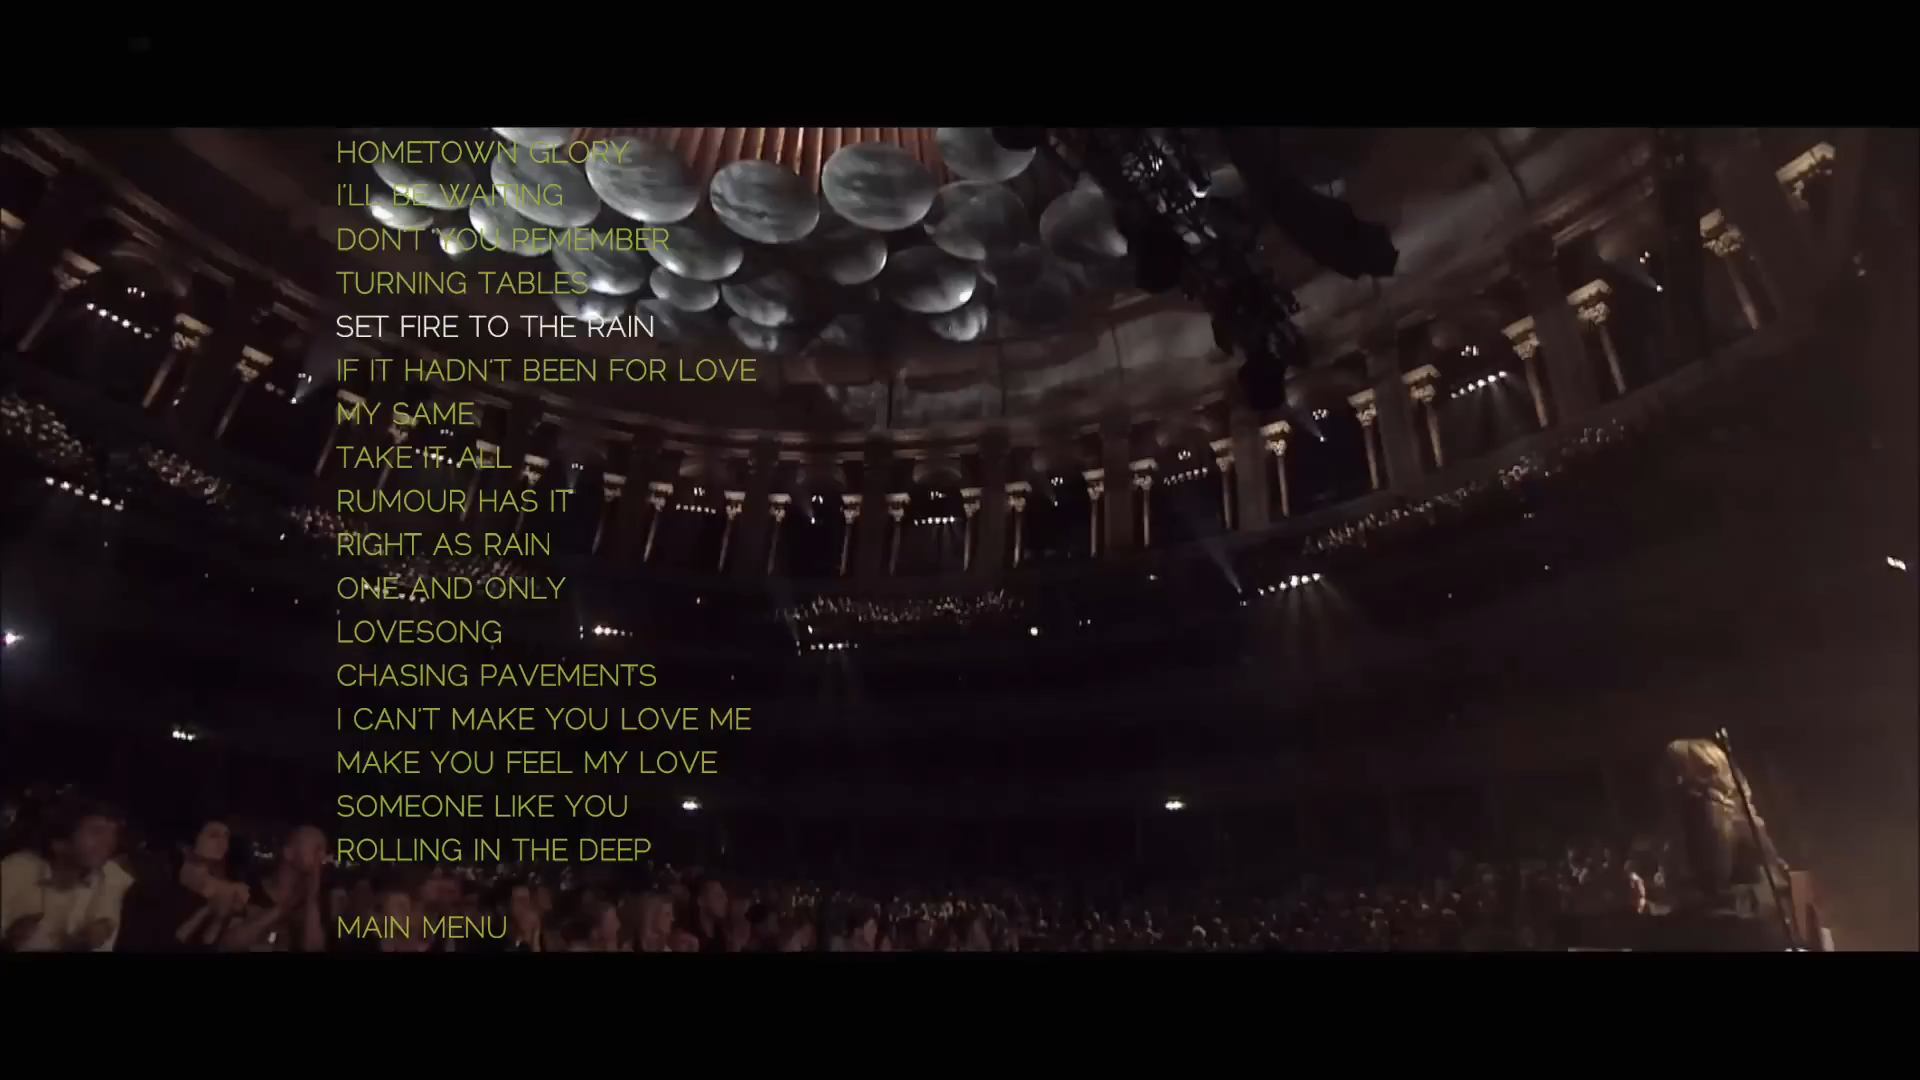 HOMETOWN GLORY
I'LL BE WAITING
DON'T YOU REMEMBER
TURNING TABLES
SET FIRE TO THE RAIN
IF IT HADN'T BEEN FOR LOVE
MY SAME
TAKE IT ALL
RUMOUR HAS IT
RIGHT AS RAIN
ONE AND ONLY
LOVESONG
CHASING PAVEMENTS
I CAN'T MAKE YOU LOVE ME
MAKE YOU FEEL MY LOVE
SOMEONE LIKE YOU
ROLLING IN THE DEEP
MAIN MENU